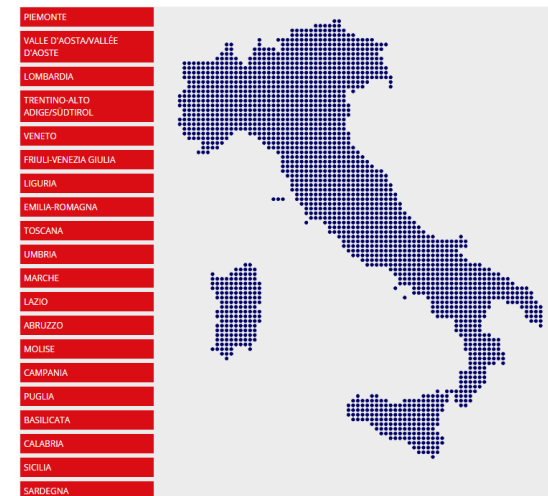 PIEMONTE
VALLE D'AOSTA/VALLÉE
D'AOSTE
LOMBARDIA
TRENTINO-ALTO
ADIGE/SÜDTIROL
VENETO
FRIULI-VENEZIA GIULIA
LIGURIA
EMILIA-ROMAGNA
TOSCANA
UMBRIA
MARCHE
LAZIO
ABRUZZO
MOLISE
CAMPANIA
PUGLIA
BASILICATA
CALABRIA
SICILIA
SARDEGNA